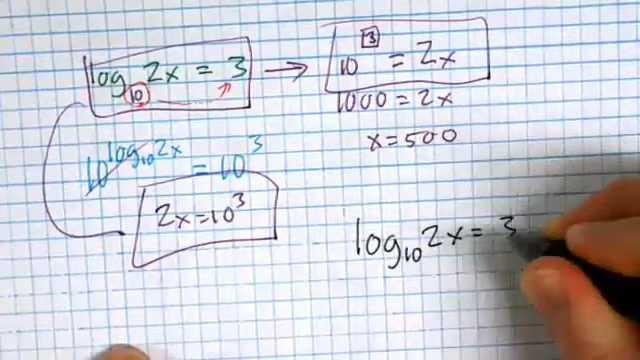 log₁₀ 2x = 3 → 10³ = 2x
1000 = 2x
x = 500
10^(log₁₀ 2x) = 10³
2x = 10³
log₁₀ 2x = 3